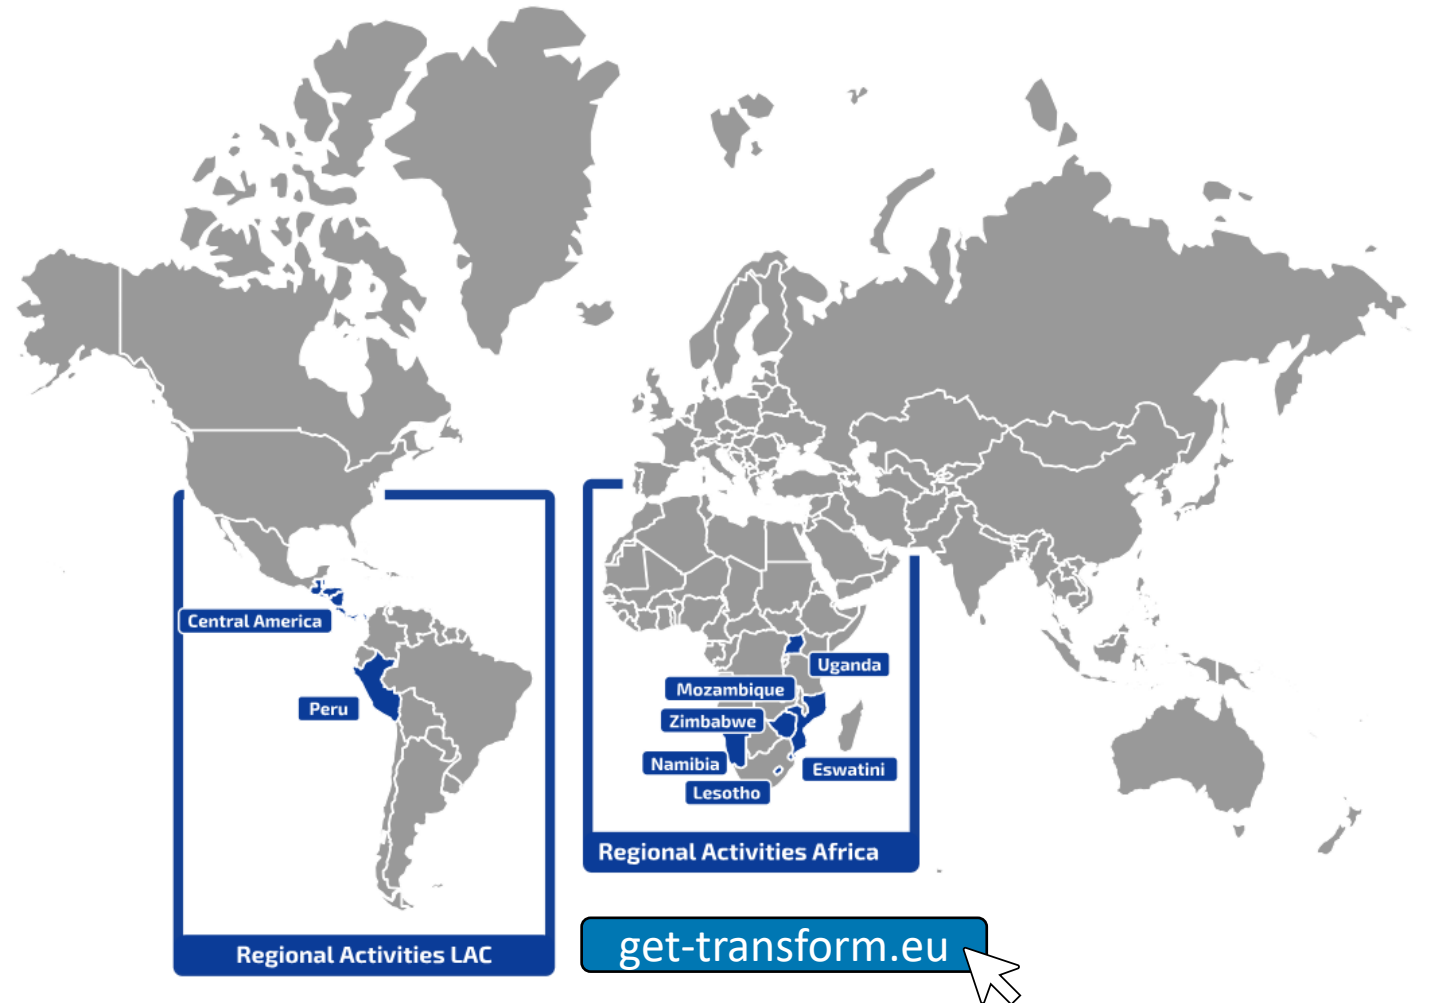 Central America
Peru
Regional Activities LAC
Uganda
Mozambique
Zimbabwe
Namibia
Eswatini
Lesotho
Regional Activities Africa
get-transform.eu